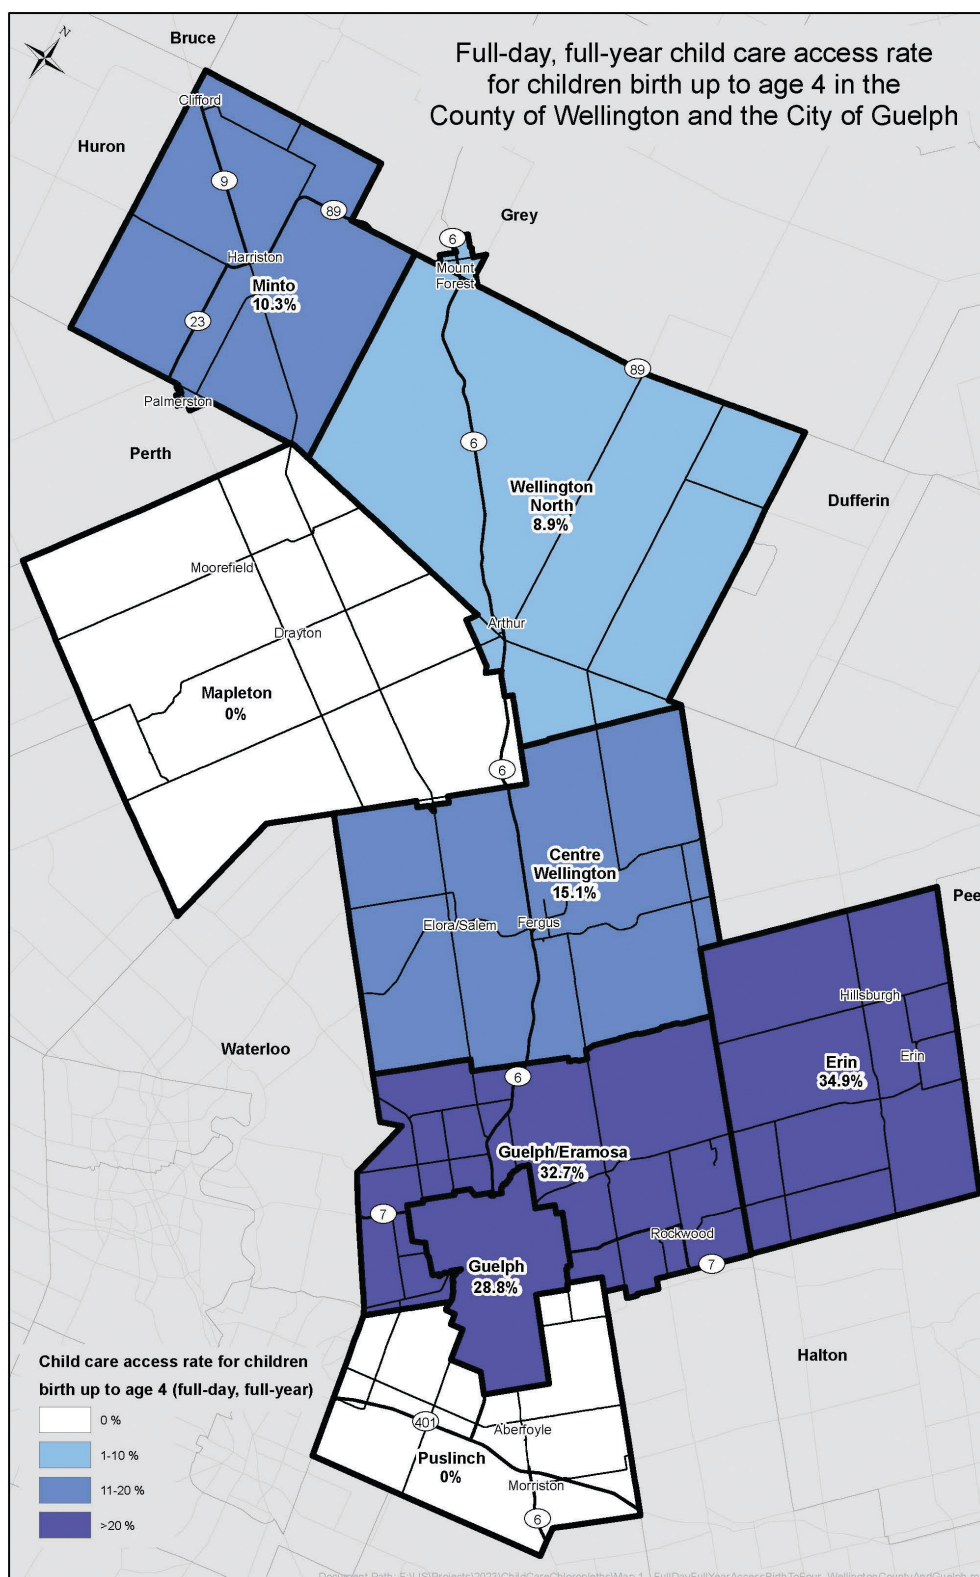 Full-day, full-year child care access rate
for children birth up to age 4 in the
County of Wellington and the City of Guelph
N
Bruce
Clifford
Huron
9
89
Grey
6
Harriston
Mount
Forest
Minto
10.3%
23
89
Palmerston
Perth
6
Wellington
North
8.9%
Dufferin
Moorefield
Arthur
Drayton
Mapleton
0%
6
Centre
Wellington
15.1%
Pee
Elora/Salem
Fergus
Hillsburgh
Waterloo
Erin
Erin
34.9%
6
Guelph/Eramosa
32.7%
7
Rockwood
7
Guelph
28.8%
Halton
Child care access rate for children
birth up to age 4 (full-day, full-year)
0 %
1-10 %
11-20 %
>20 %
401
Aberfoyle
Puslinch
0%
Morriston
6